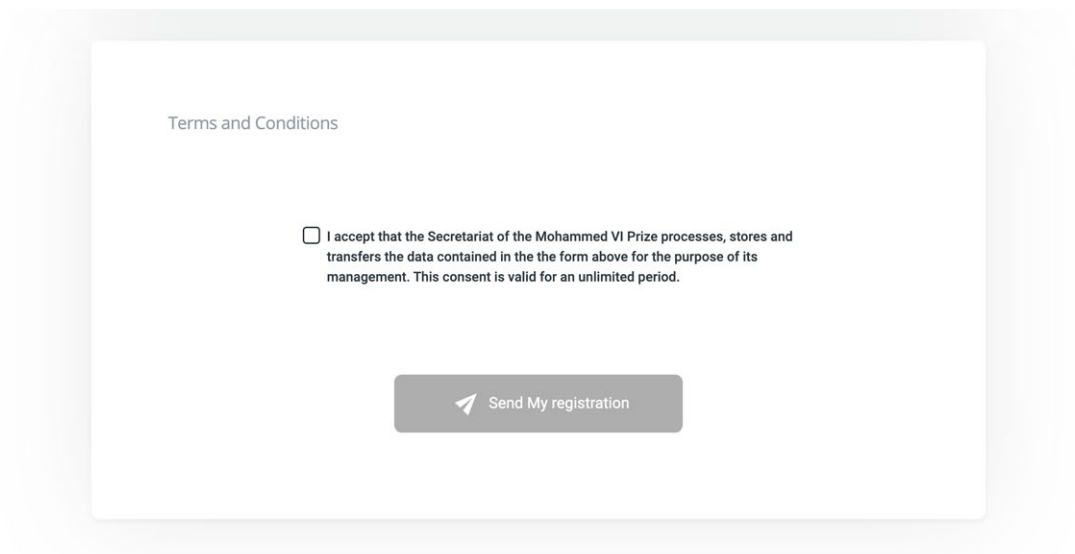 Terms and Conditions
I accept that the Secretariat of the Mohammed VI Prize processes, stores and
transfers the data contained in the the form above for the purpose of its
management. This consent is valid for an unlimited period.
Send My registration